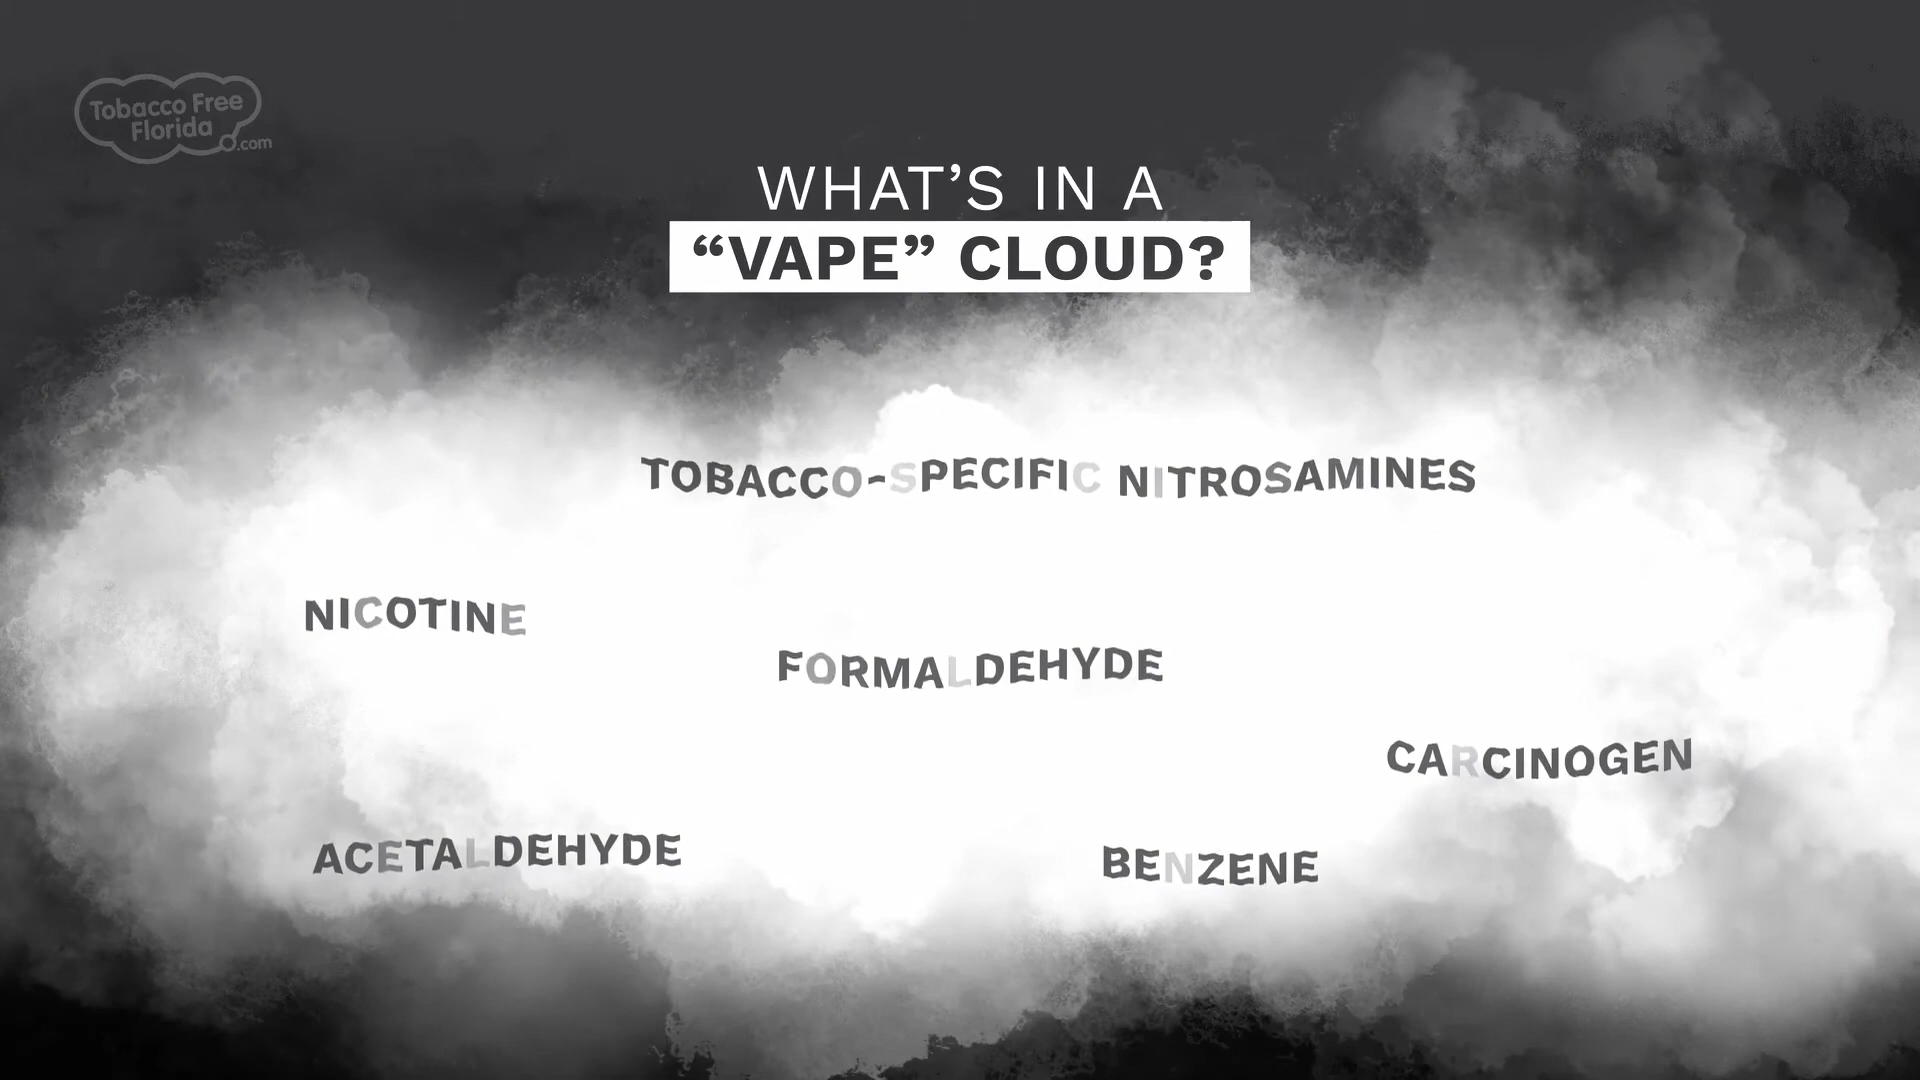 Tobacco Free
Florida
.com
WHAT’S IN A
“VAPE” CLOUD?
TOBACCO-SPECIFIC NITROSAMINES
NICOTINE
FORMALDEHYDE
CARCINOGEN
ACETALDEHYDE
BENZENE